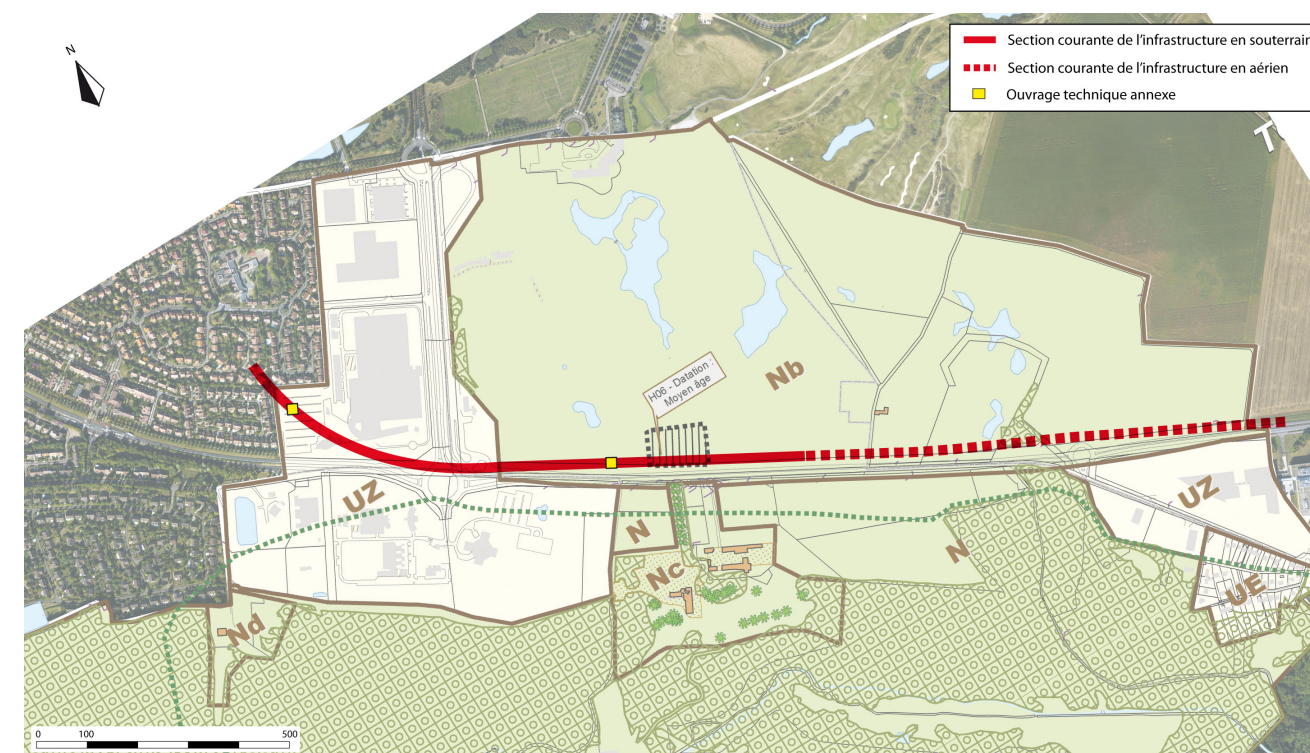 N
Section courante de l'infrastructure en souterrain
Section courante de l'infrastructure en aérien
Ouvrage technique annexe
T
H06 - Datation :
Moyen âge
Nb
UZ
UZ
N
N
Nc
UE
Nd
0 100 500